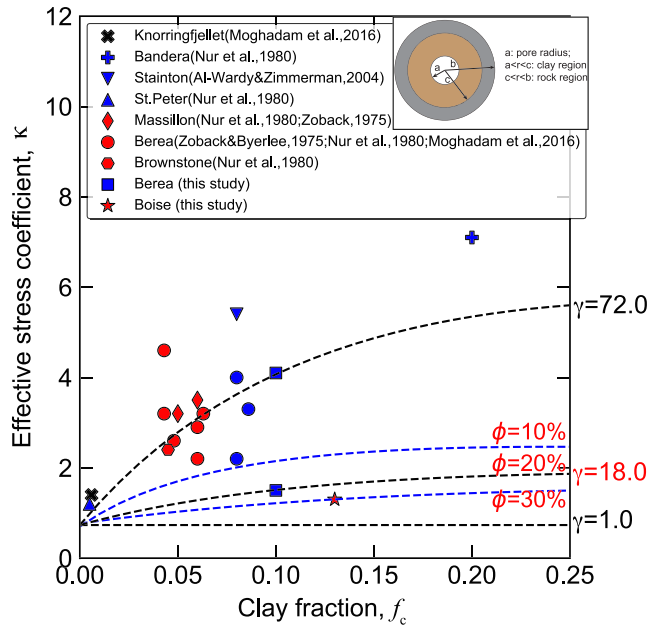 12
10
8
6
4
2
0
Effective stress coefficient, κ
Knorringfjellet(Moghadam et al.,2016)
Bandera(Nur et al.,1980)
Stainton(Al-Wardy&Zimmerman,2004)
St.Peter(Nur et al.,1980)
Massillon(Nur et al.,1980;Zoback,1975)
Berea(Zoback&Byerlee,1975;Nur et al.,1980;Moghadam et al.,2016)
Brownstone(Nur et al.,1980)
Berea (this study)
Boise (this study)
a
b
c
a: pore radius;
a<r<c: clay region
c<r<b: rock region
γ=72.0
ϕ=10%
ϕ=20%
γ=18.0
ϕ=30%
γ=1.0
0.00 0.05 0.10 0.15 0.20 0.25
Clay fraction, fc